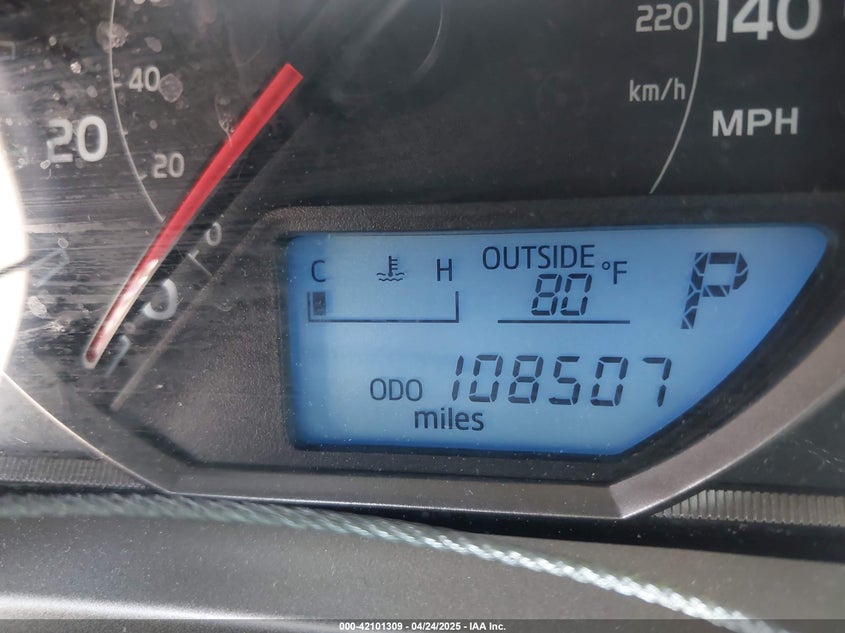 220 140
40 km/h
20 20 MPH
0
0
C H OUTSIDE °F P
80
ODO 108507
miles
000-42101309 - 04/24/2025 - IAA Inc.